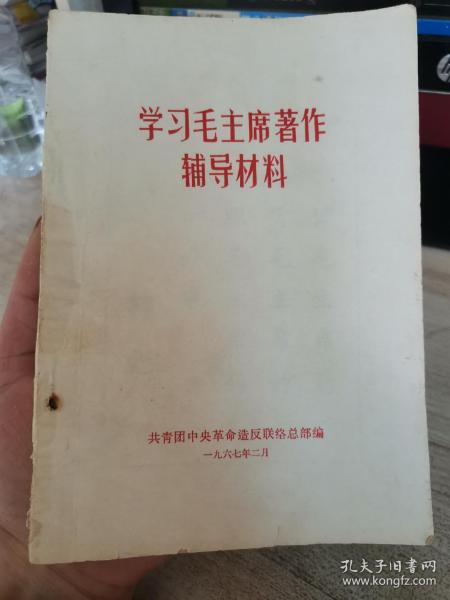 学习毛主席著作
辅导材料
共青团中央革命造反联络总部编
一九六七年二月
孔夫子旧书网
www.kongfz.com